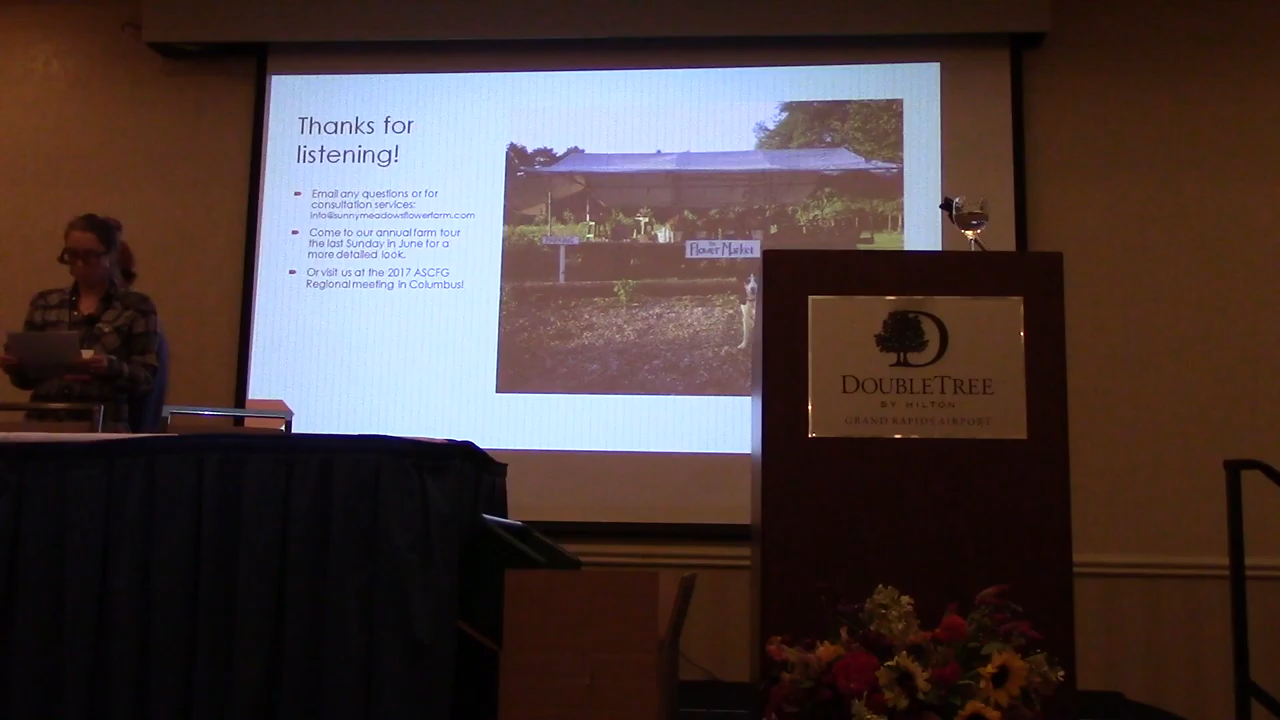 Thanks for
listening!
Email any questions or for
consultation services:
info@sunnymeadowsflowerfarm.com
Come to our annual farm tour
the last Sunday in June for a
more detailed look.
Or visit us at the 2017 ASCFG
Regional meeting in Columbus!
Flower Market
D
DOUBLETREE
BY HILTON
GRAND RAPIDS AIRPORT